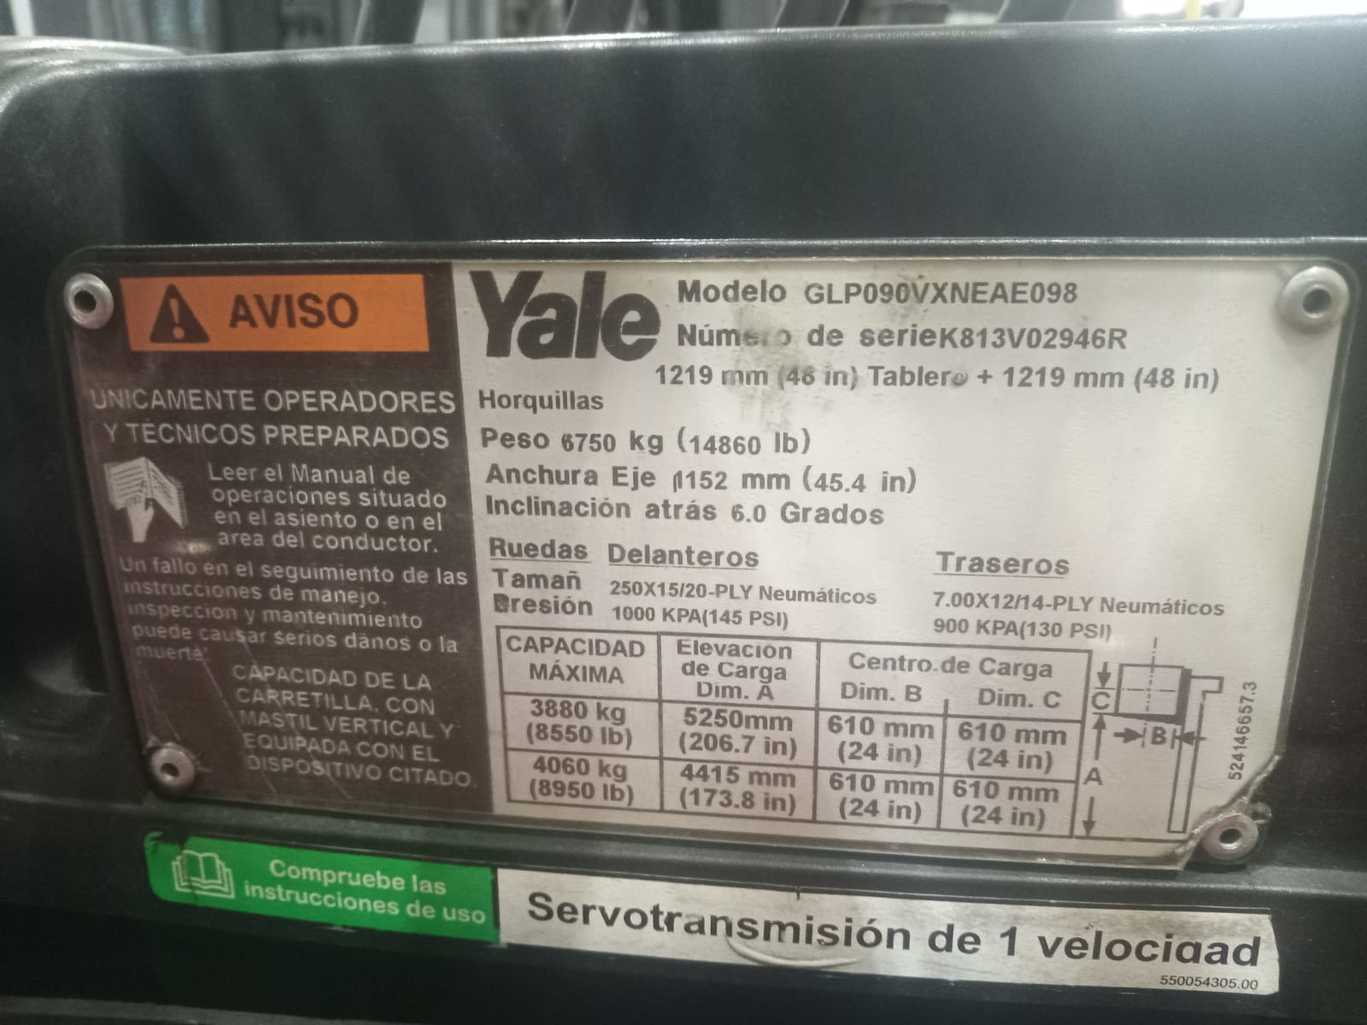 AVISO
UNICAMENTE OPERADORES
Y TÉCNICOS PREPARADOS
Leer el Manual de
operaciones situado
en el asiento o en el
area del conductor.
Un fallo en el seguimiento de las
instrucciones de manejo,
inspeccion y mantenimiento
puede causar serios danos o la
muerte.
CAPACIDAD DE LA
CARRETILLA, CON
MASTIL VERTICAL Y
EQUIPADA CON EL
DISPOSITIVO CITADO.
Yale
Modelo GLP090VXNEAE098
Número de serieK813V02946R
1219 mm (48 in) Tablero + 1219 mm (48 in)
Horquillas
Peso 6750 kg (14860 lb)
Anchura Eje 1152 mm (45.4 in)
Inclinación atrás 6.0 Grados
Ruedas Delanteros Traseros
Tamañ 250X15/20-PLY Neumáticos 7.00X12/14-PLY Neumáticos
Presión 1000 KPA(145 PSI) 900 KPA(130 PSI)
CAPACIDAD MÁXIMA Elevación de Carga Dim. A Centro de Carga Dim. B Dim. C
3880 kg 5250mm 610 mm 610 mm
(8550 lb) (206.7 in) (24 in) (24 in)
4060 kg 4415 mm 610 mm 610 mm
(8950 lb) (173.8 in) (24 in) (24 in)
C
B
A
524146657.3
Compruebe las
instrucciones de uso
Servotransmisión de 1 velocidad
550054305.00